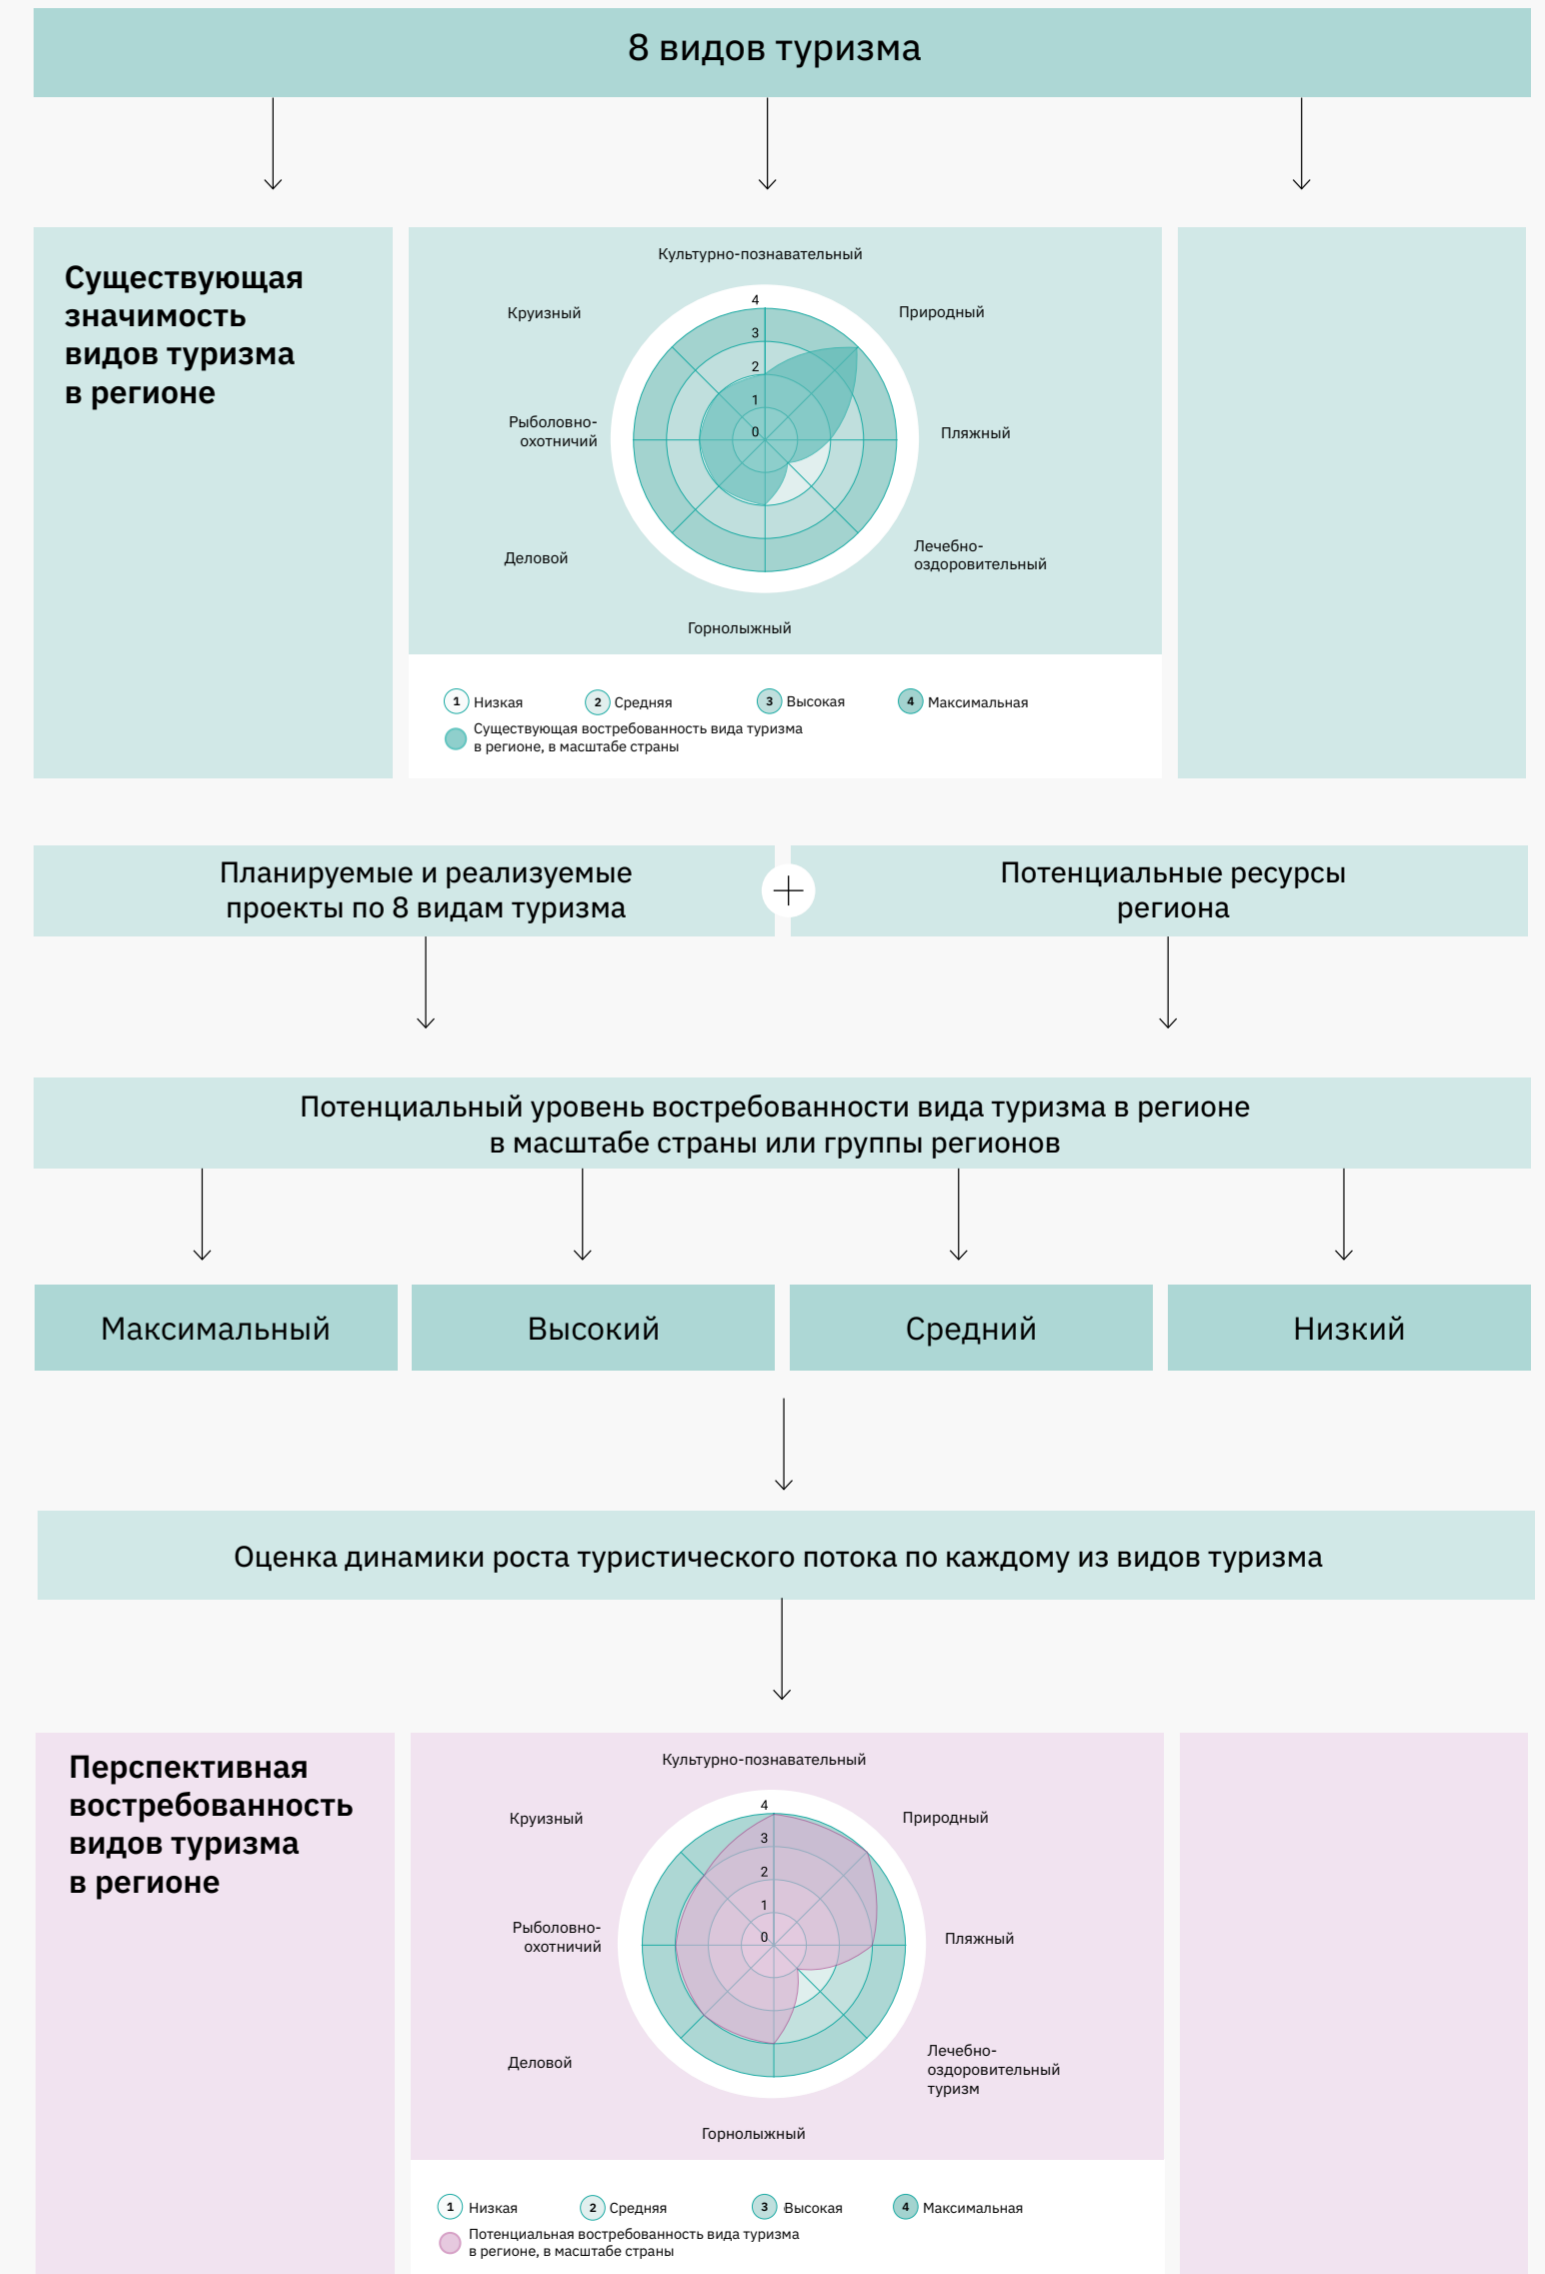 8 видов туризма
Существующая
значимость
видов туризма
в регионе
Культурно-познавательный
Круизный
Природный
4
3
2
1
0
Рыболовно-
охотничий
Пляжный
Деловой
Лечебно-
оздоровительный
Горнолыжный
1 Низкая
2 Средняя
3 Высокая
4 Максимальная
Существующая востребованность вида туризма
в регионе, в масштабе страны
Планируемые и реализуемые
проекты по 8 видам туризма
+
Потенциальные ресурсы
региона
Потенциальный уровень востребованности вида туризма в регионе
в масштабе страны или группы регионов
Максимальный
Высокий
Средний
Низкий
Оценка динамики роста туристического потока по каждому из видов туризма
Перспективная
востребованность
видов туризма
в регионе
Культурно-познавательный
Круизный
Природный
4
3
2
1
0
Рыболовно-
охотничий
Пляжный
Деловой
Лечебно-
оздоровительный
туризм
Горнолыжный
1 Низкая
2 Средняя
3 Высокая
4 Максимальная
Потенциальная востребованность вида туризма
в регионе, в масштабе страны